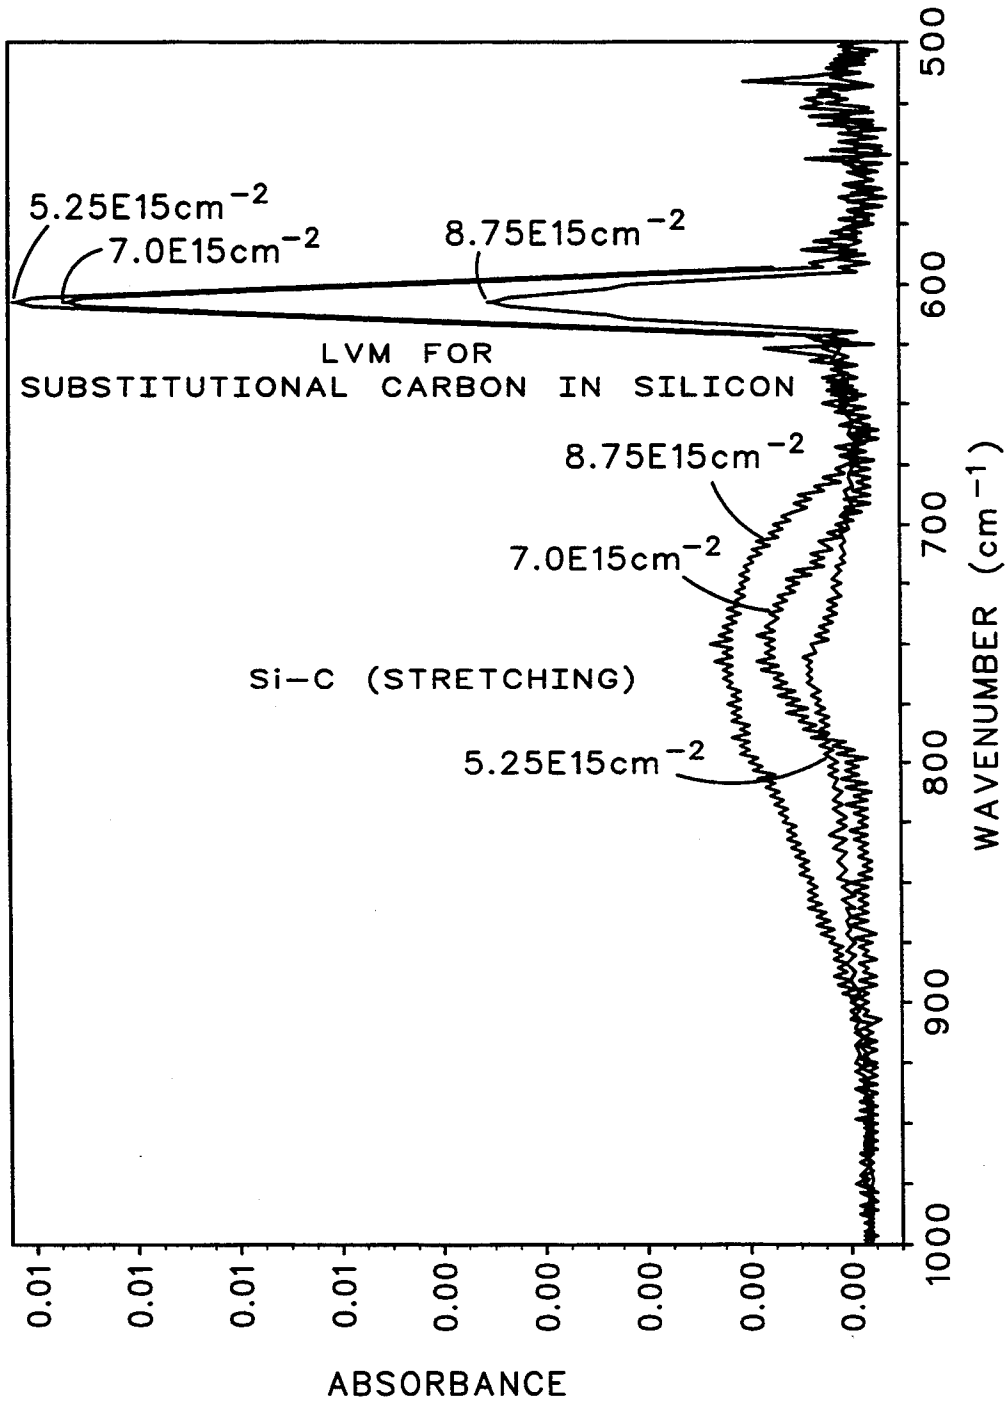 5.25E15cm⁻²
7.0E15cm⁻²
8.75E15cm⁻²
LVM FOR
SUBSTITUTIONAL CARBON IN SILICON
8.75E15cm⁻²
7.0E15cm⁻²
Si-C (STRETCHING)
5.25E15cm⁻²
500
600
700
800
900
1000
WAVENUMBER (cm⁻¹)
0.01
0.01
0.01
0.01
0.00
0.00
0.00
0.00
0.00
ABSORBANCE